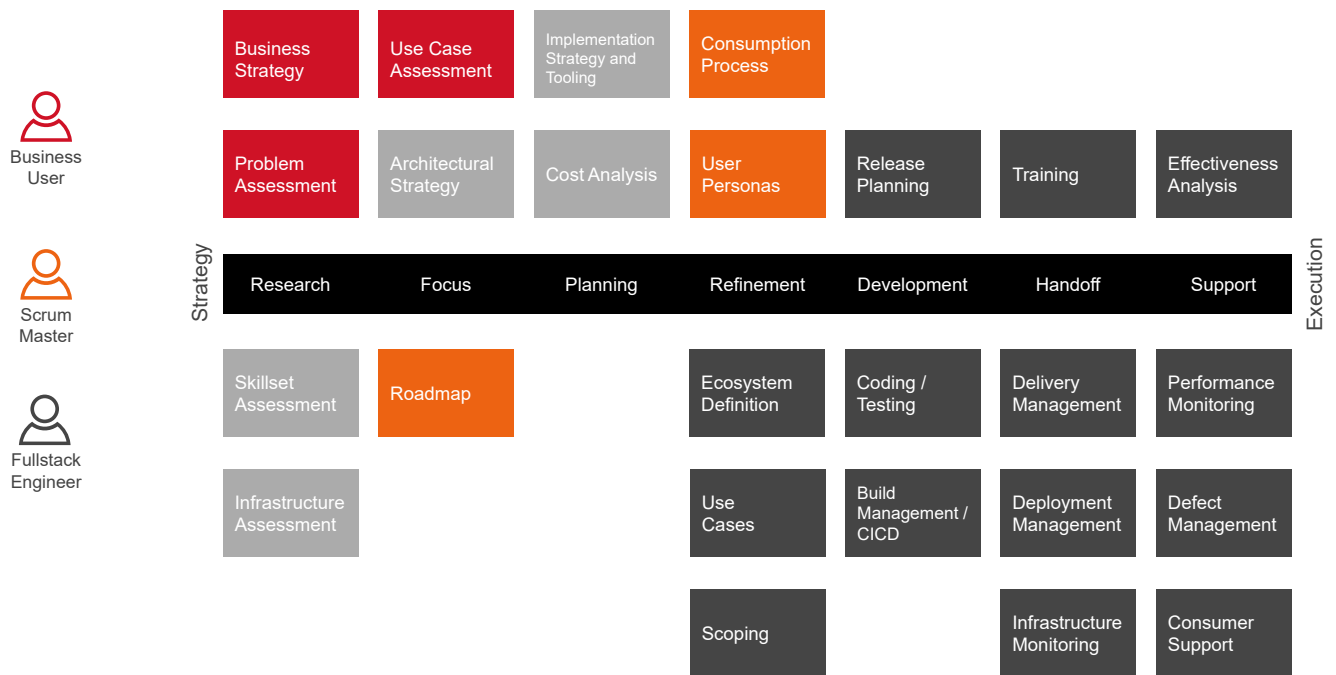 Business
Strategy
Use Case
Assessment
Implementation
Strategy and
Tooling
Consumption
Process
Business
User
Problem
Assessment
Architectural
Strategy
Cost Analysis
User
Personas
Release
Planning
Training
Effectiveness
Analysis
Scrum
Master
Strategy
Research
Focus
Planning
Refinement
Development
Handoff
Support
Execution
Fullstack
Engineer
Skillset
Assessment
Roadmap
Ecosystem
Definition
Coding /
Testing
Delivery
Management
Performance
Monitoring
Infrastructure
Assessment
Use
Cases
Build
Management /
CICD
Deployment
Management
Defect
Management
Scoping
Infrastructure
Monitoring
Consumer
Support